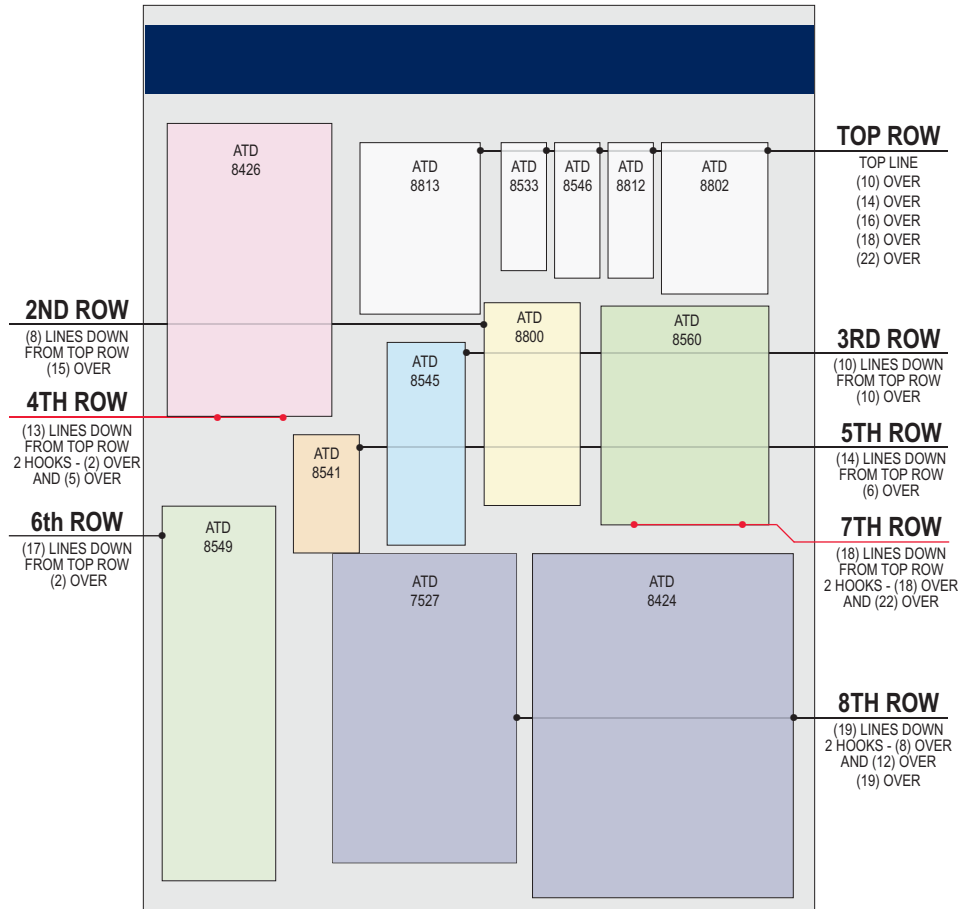 ATD
8426
ATD
8813
ATD
8533
ATD
8546
ATD
8812
ATD
8802
TOP ROW
TOP LINE
(10) OVER
(14) OVER
(16) OVER
(18) OVER
(22) OVER
2ND ROW
(8) LINES DOWN
FROM TOP ROW
(15) OVER
ATD
8800
ATD
8560
ATD
8545
3RD ROW
(10) LINES DOWN
FROM TOP ROW
(10) OVER
4TH ROW
(13) LINES DOWN
FROM TOP ROW
2 HOOKS - (2) OVER
AND (5) OVER
ATD
8541
5TH ROW
(14) LINES DOWN
FROM TOP ROW
(6) OVER
6th ROW
(17) LINES DOWN
FROM TOP ROW
(2) OVER
ATD
8549
7TH ROW
(18) LINES DOWN
FROM TOP ROW
2 HOOKS - (18) OVER
AND (22) OVER
ATD
7527
ATD
8424
8TH ROW
(19) LINES DOWN
2 HOOKS - (8) OVER
AND (12) OVER
(19) OVER